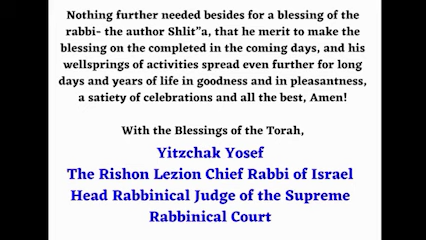 Nothing further needed besides for a blessing of the
rabbi- the author Shlit”a, that he merit to make the
blessing on the completed in the coming days, and his
wellsprings of activities spread even further for long
days and years of life in goodness and in pleasantness,
a satiety of celebrations and all the best, Amen!
With the Blessings of the Torah,
Yitzchak Yosef
The Rishon Lezion Chief Rabbi of Israel
Head Rabbinical Judge of the Supreme
Rabbinical Court